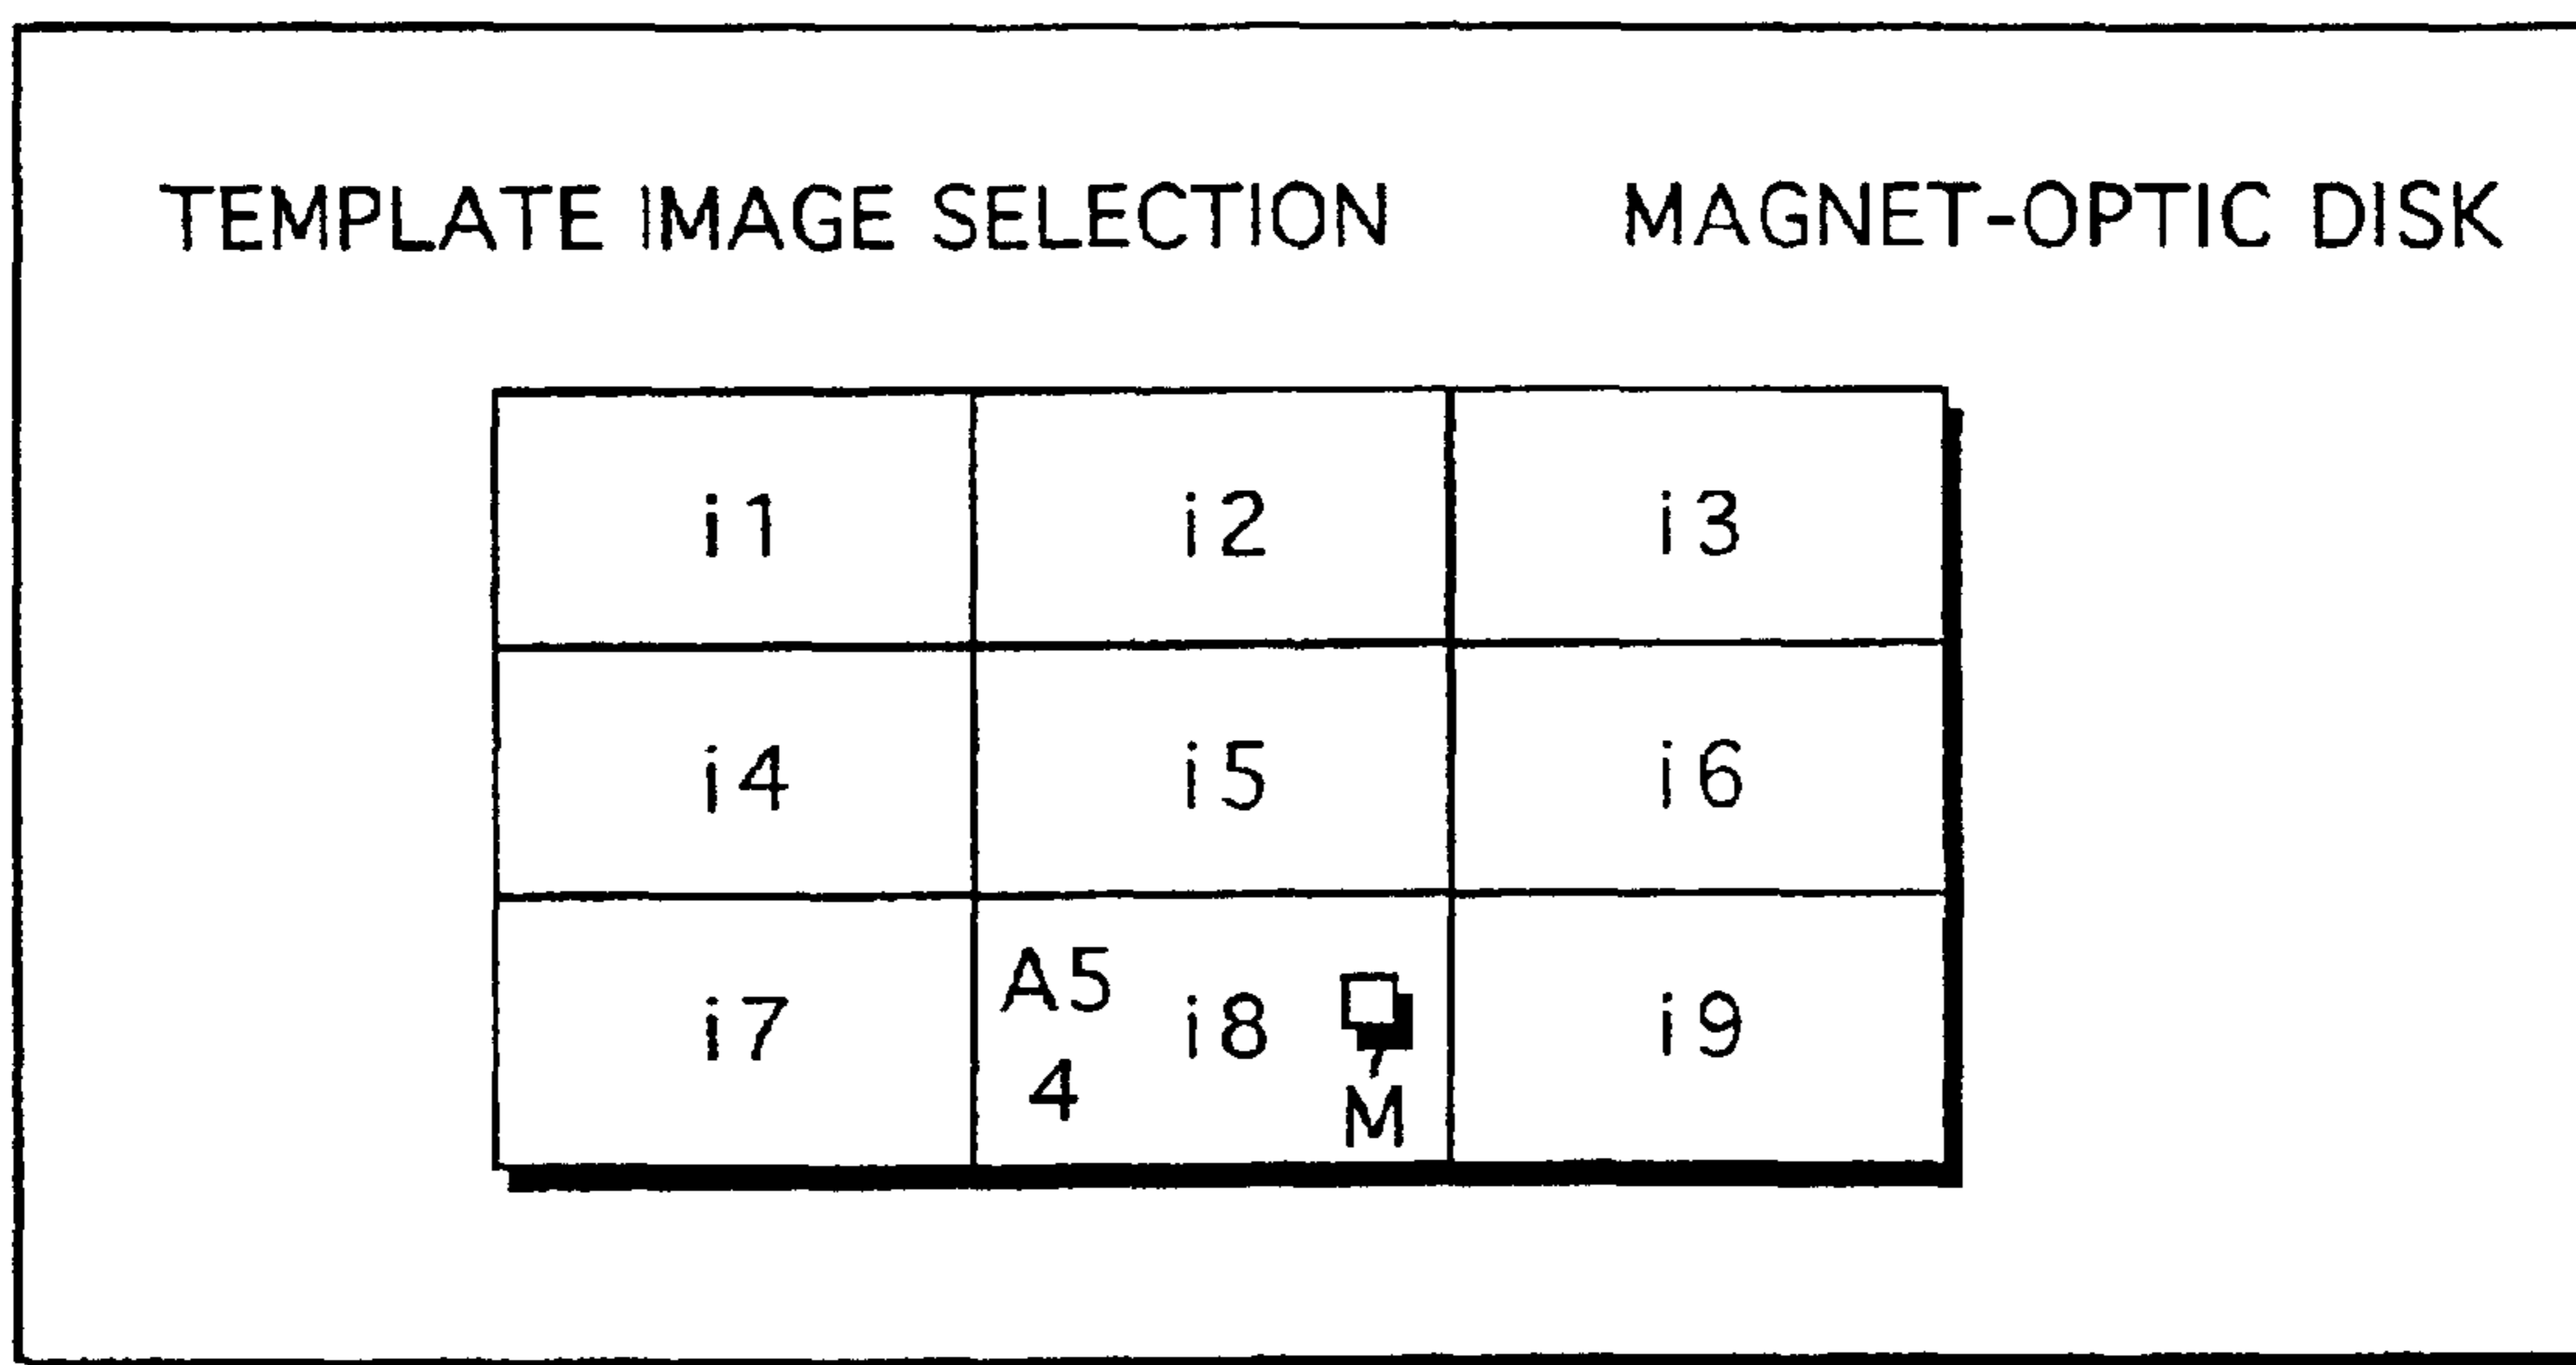 TEMPLATE IMAGE SELECTION MAGNET-OPTIC DISK
i1 i2 i3
i4 i5 i6
A5
i7 i8 i9
4
M